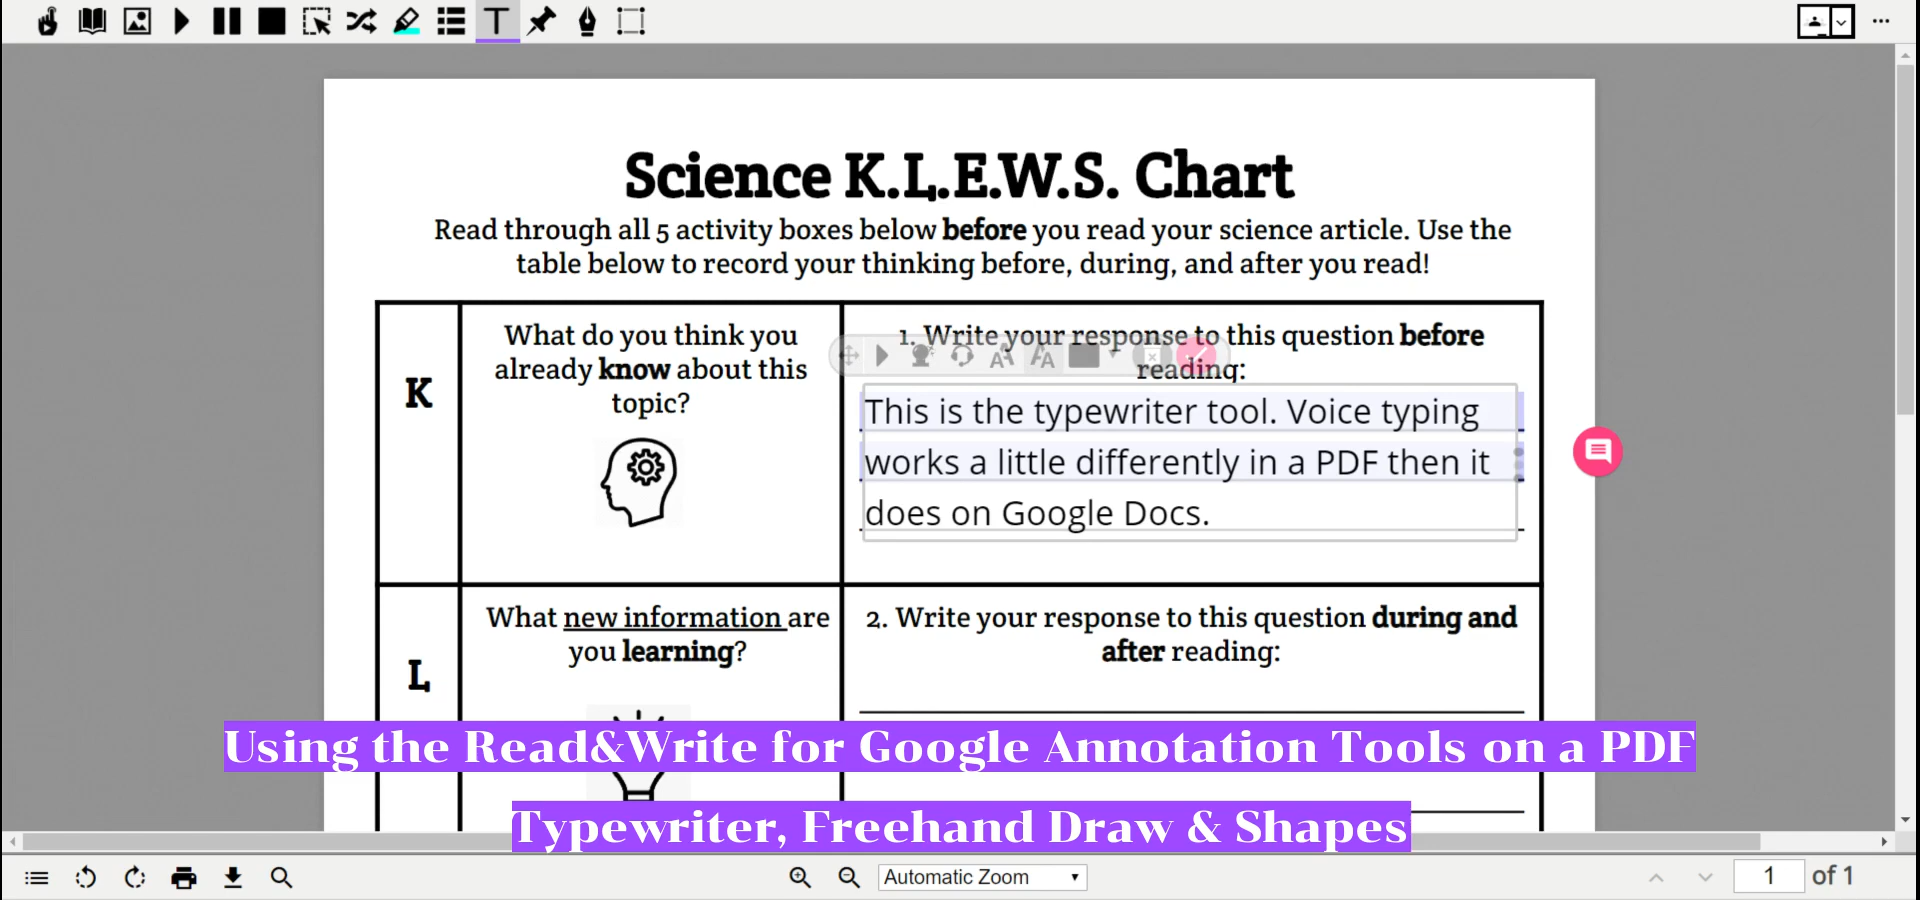 T
Science K.L.E.W.S. Chart
Read through all 5 activity boxes below before you read your science article. Use the
table below to record your thinking before, during, and after you read!
K
What do you think you
already know about this
topic?
1. Write your response to this question before
reading:
This is the typewriter tool. Voice typing
works a little differently in a PDF then it
does on Google Docs.
L
What new information are
you learning?
2. Write your response to this question during and
after reading:
Using the Read&Write for Google Annotation Tools on a PDF
Typewriter, Freehand Draw & Shapes
Automatic Zoom
1 of 1